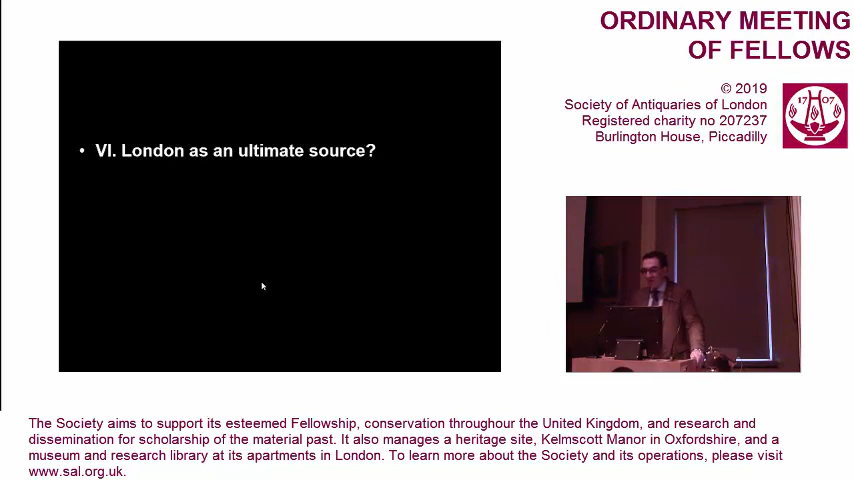 ORDINARY MEETING
OF FELLOWS
© 2019
Society of Antiquaries of London
Registered charity no 207237
Burlington House, Piccadilly
1707
• VI. London as an ultimate source?
The Society aims to support its esteemed Fellowship, conservation throughour the United Kingdom, and research and
dissemination for scholarship of the material past. It also manages a heritage site, Kelmscott Manor in Oxfordshire, and a
museum and research library at its apartments in London. To learn more about the Society and its operations, please visit
www.sal.org.uk.